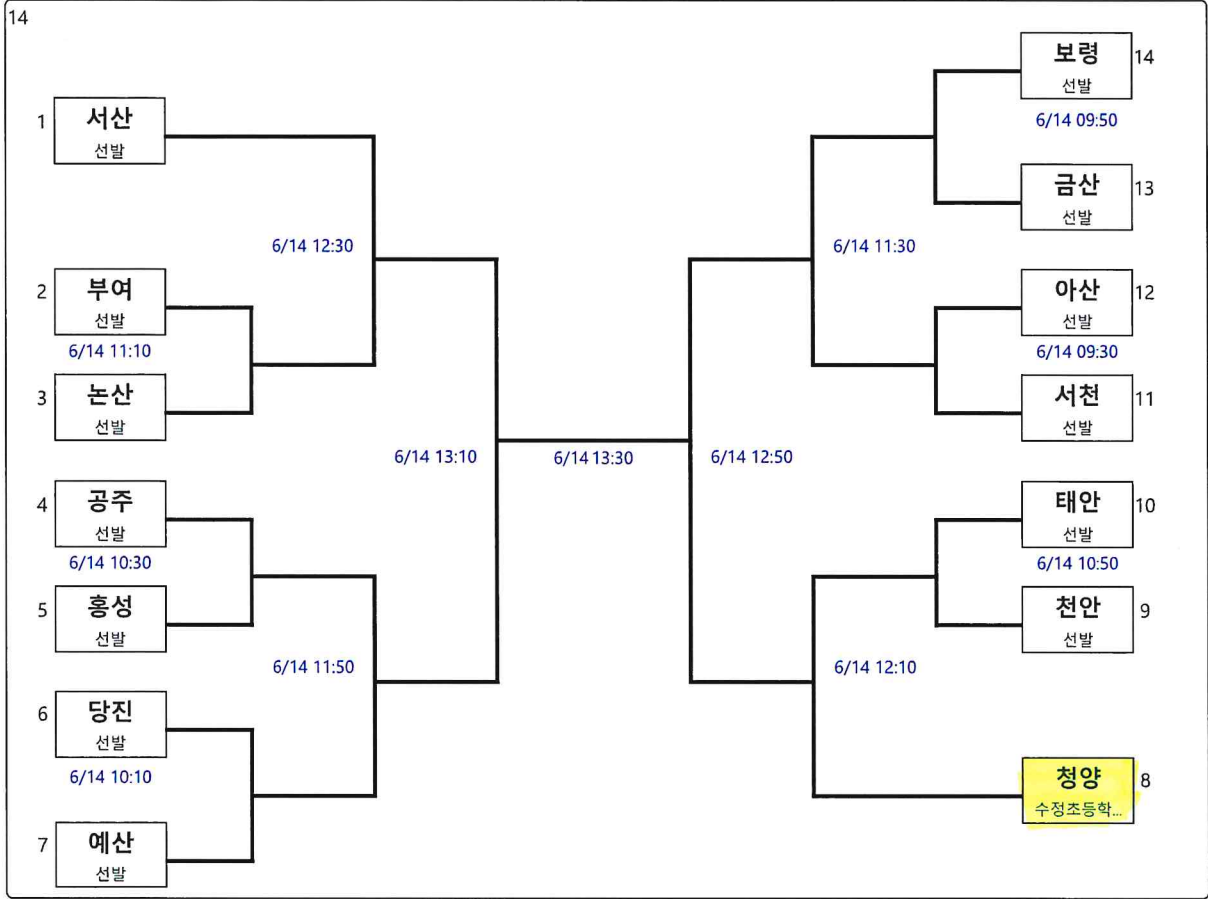 14
1
서산
선발
6/14 12:30
2
부여
선발
6/14 11:10
3
논산
선발
6/14 13:10
4
공주
선발
6/14 10:30
5
홍성
선발
6/14 11:50
6
당진
선발
6/14 10:10
7
예산
선발
6/14 13:30
보령
선발
14
6/14 09:50
금산
선발
13
6/14 11:30
아산
선발
12
6/14 09:30
서천
선발
11
6/14 12:50
태안
선발
10
6/14 10:50
천안
선발
9
6/14 12:10
청양
수정초등학...
8